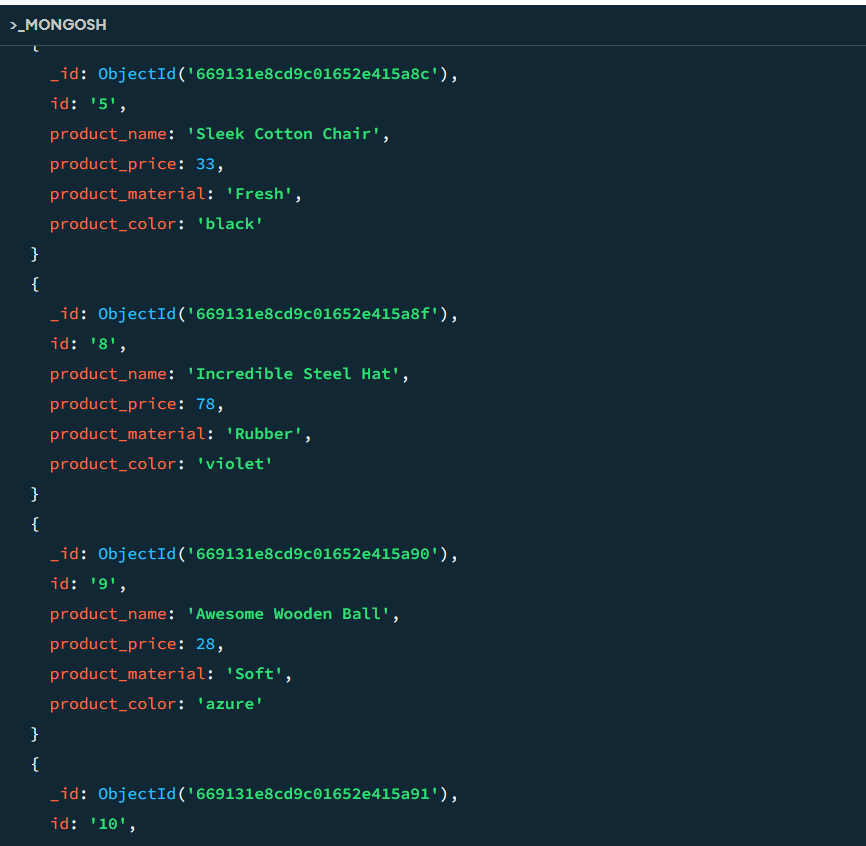 >_MONGOSH
{
_id: ObjectId('669131e8cd9c01652e415a8c'),
id: '5',
product_name: 'Sleek Cotton Chair',
product_price: 33,
product_material: 'Fresh',
product_color: 'black'
}
{
_id: ObjectId('669131e8cd9c01652e415a8f'),
id: '8',
product_name: 'Incredible Steel Hat',
product_price: 78,
product_material: 'Rubber',
product_color: 'violet'
}
{
_id: ObjectId('669131e8cd9c01652e415a90'),
id: '9',
product_name: 'Awesome Wooden Ball',
product_price: 28,
product_material: 'Soft',
product_color: 'azure'
}
{
_id: ObjectId('669131e8cd9c01652e415a91'),
id: '10',